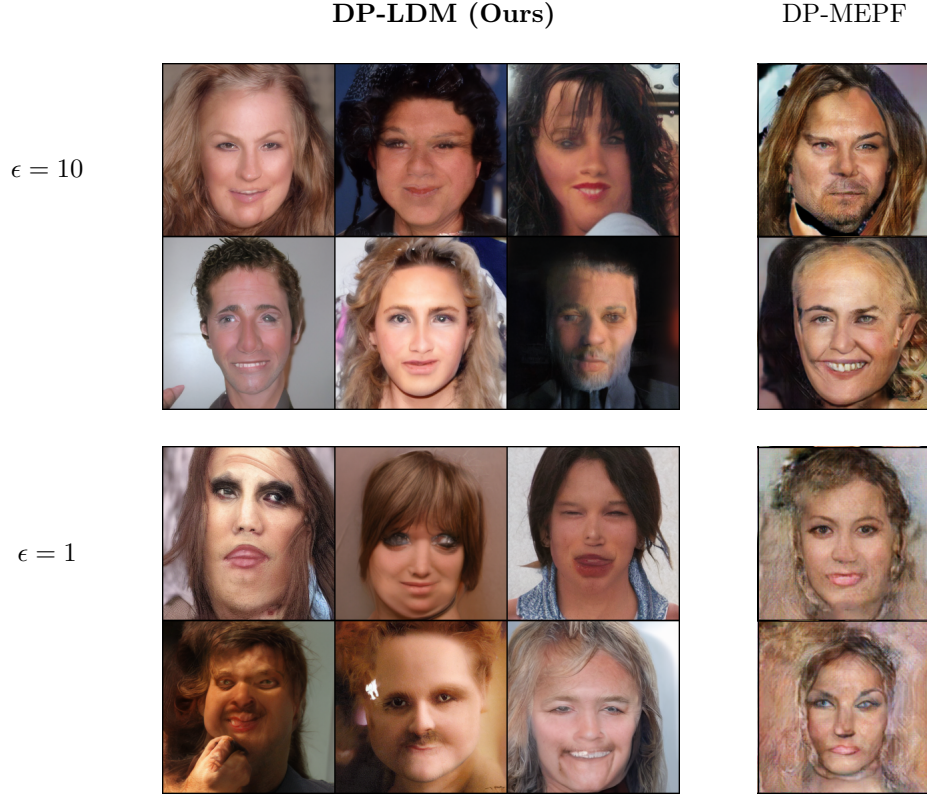 DP-LDM (Ours) DP-MEPF
ϵ = 10
ϵ = 1